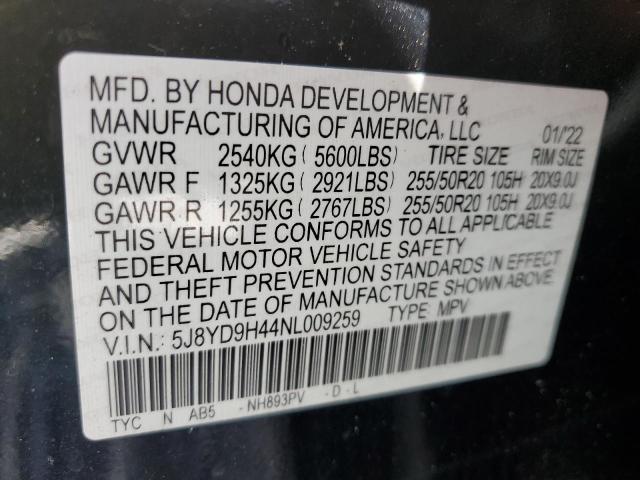 MFD. BY HONDA DEVELOPMENT &
MANUFACTURING OF AMERICA, LLC 01/'22
GVWR 2540KG ( 5600LBS) TIRE SIZE RIM SIZE
GAWR F 1325KG ( 2921LBS) 255/50R20 105H 20X9.0J
GAWR R 1255KG ( 2767LBS) 255/50R20 105H 20X9.0J
THIS VEHICLE CONFORMS TO ALL APPLICABLE
FEDERAL MOTOR VEHICLE SAFETY
AND THEFT PREVENTION STANDARDS IN EFFECT
ON THE DATE OF MANUFACTURE SHOWN ABOVE.
V.I.N.: 5J8YD9H44NL009259 TYPE: MPV
TYC N AB5 -NH893PV -D-L